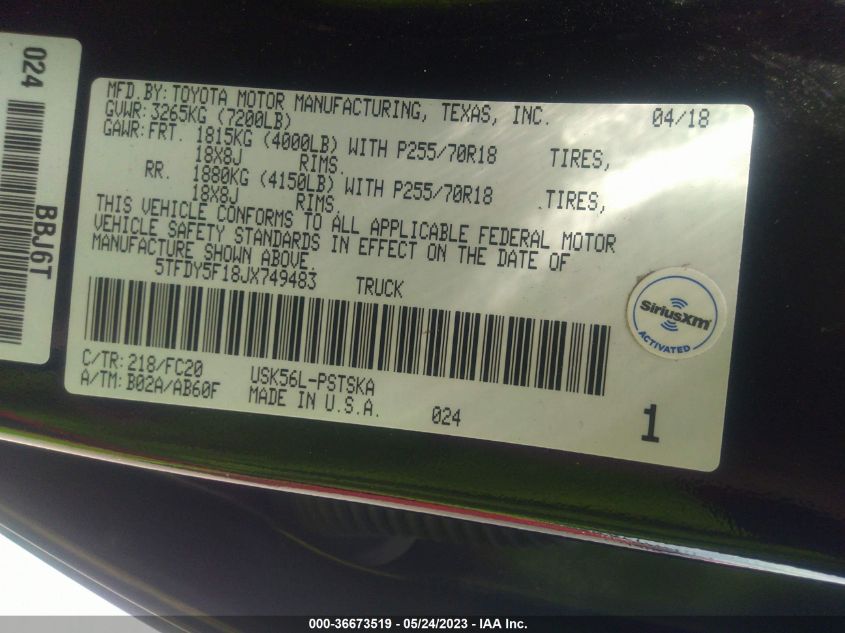 024
BBJ6T
MFD.BY: TOYOTA MOTOR MANUFACTURING, TEXAS, INC. 04/18
GVWR: 3265KG (7200LB)
GAWR: FRT. 1815KG (4000LB) WITH P255/70R18 TIRES,
18X8J RIMS.
RR. 1880KG (4150LB) WITH P255/70R18 TIRES,
18X8J RIMS.
THIS VEHICLE CONFORMS TO ALL APPLICABLE FEDERAL MOTOR
VEHICLE SAFETY STANDARDS IN EFFECT ON THE DATE OF
MANUFACTURE SHOWN ABOVE.
5TFDY5F18JX749483 TRUCK
SiriusXM
ACTIVATED
C/TR: 218/FC20 USK56L-PSTSKA
A/TM: B02A/AB60F MADE IN U.S.A. 024
1
000-36673519 - 05/24/2023 - IAA Inc.